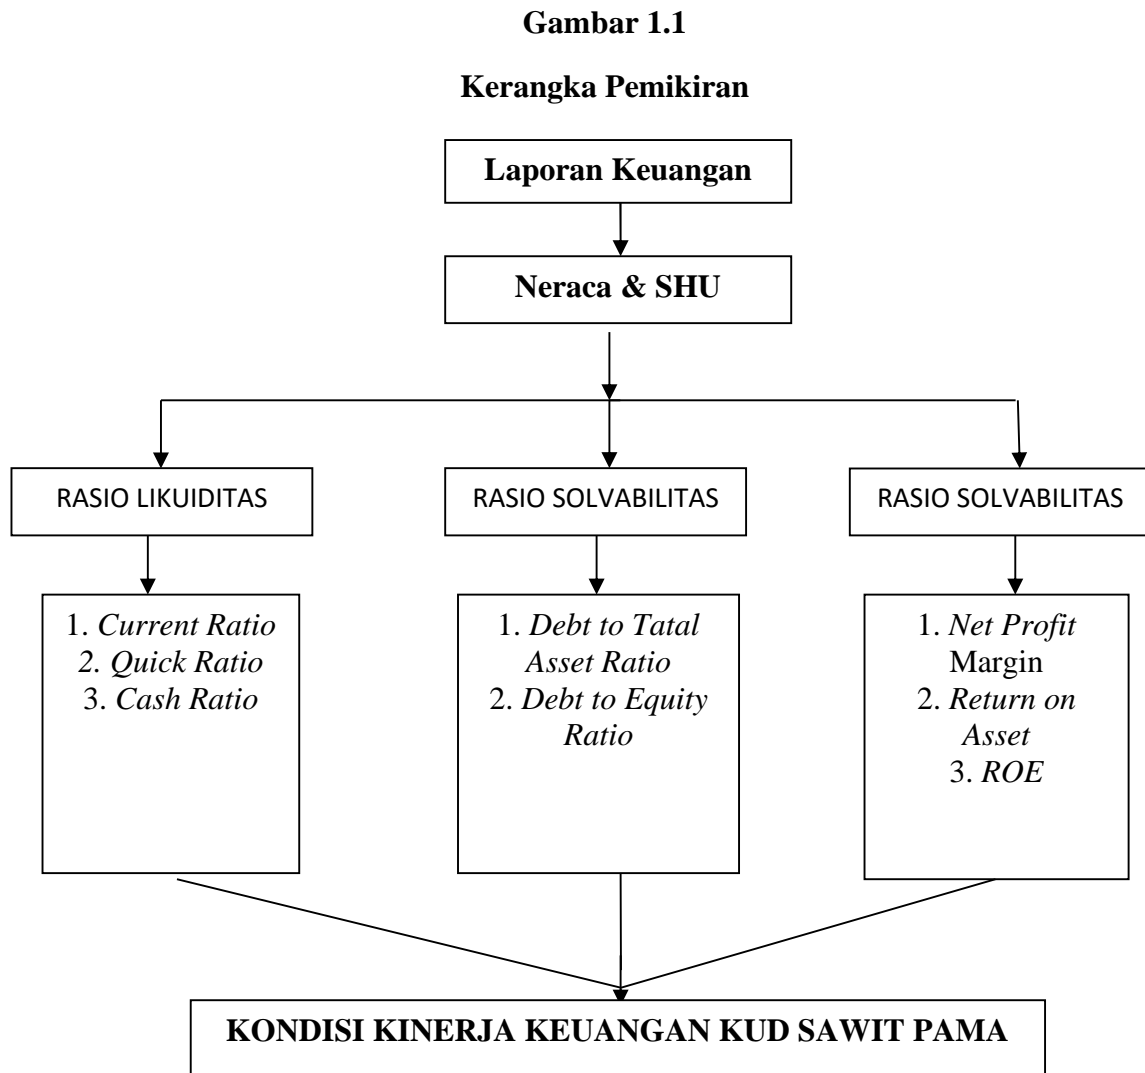 Gambar 1.1
Kerangka Pemikiran
Laporan Keuangan
Neraca & SHU
RASIO LIKUIDITAS
RASIO SOLVABILITAS
RASIO SOLVABILITAS
1. Current Ratio
2. Quick Ratio
3. Cash Ratio
1. Debt to Tatal
Asset Ratio
2. Debt to Equity
Ratio
1. Net Profit
Margin
2. Return on
Asset
3. ROE
KONDISI KINERJA KEUANGAN KUD SAWIT PAMA